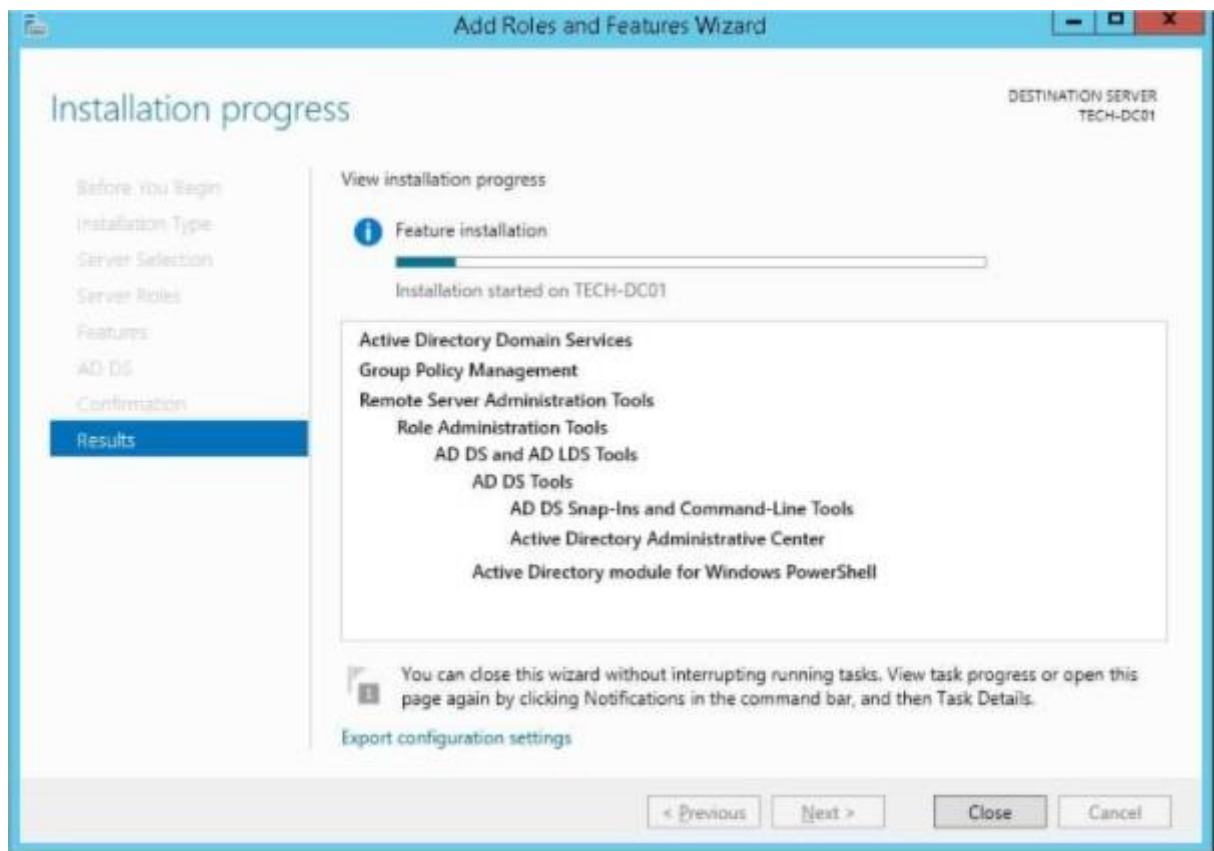 Add Roles and Features Wizard
Installation progress
DESTINATION SERVER
TECH-DC01
Before You Begin
Installation Type
Server Selection
Server Roles
Features
AD DS
Confirmation
Results
View installation progress
Feature installation
Installation started on TECH-DC01
Active Directory Domain Services
Group Policy Management
Remote Server Administration Tools
Role Administration Tools
AD DS and AD LDS Tools
AD DS Tools
AD DS Snap-Ins and Command-Line Tools
Active Directory Administrative Center
Active Directory module for Windows PowerShell
You can close this wizard without interrupting running tasks. View task progress or open this
page again by clicking Notifications in the command bar, and then Task Details.
Export configuration settings
< Previous
Next >
Close
Cancel